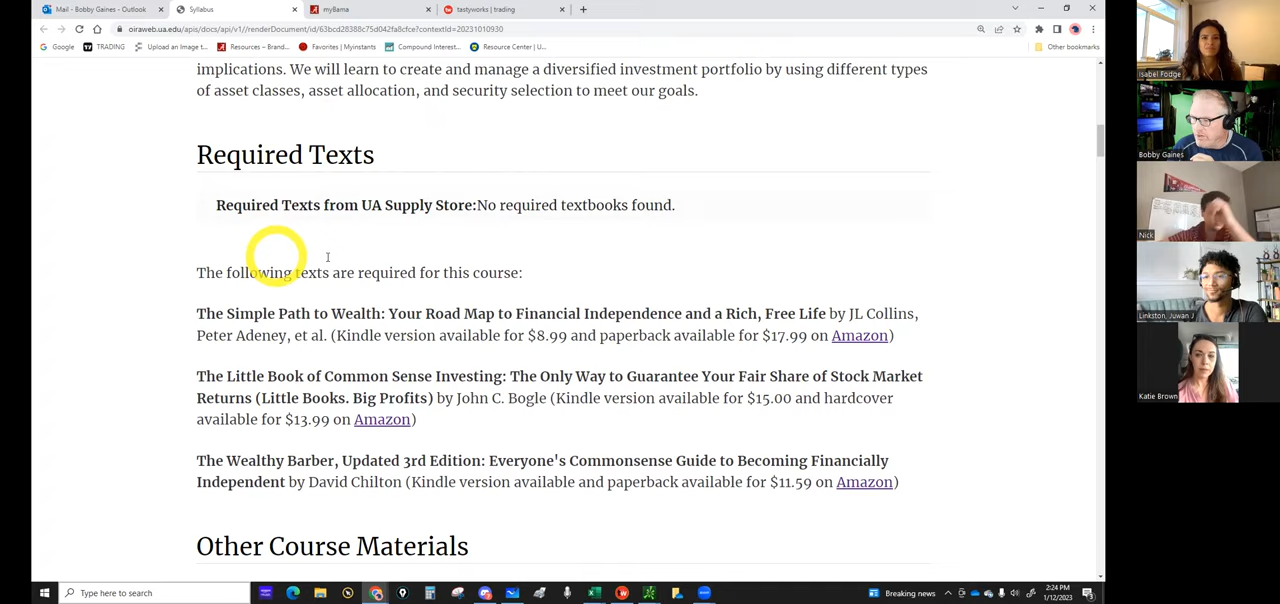 Mail - Bobby Gaines - Outlook
Syllabus
myBama
tastyworks | trading
oiraweb.ua.edu/apis/docs/api/v1//renderDocument/id/63bcd28388c75d042fa8cfce?contextId=20231010930
Google
TRADING
Upload an Image t...
Resources – Brand...
Favorites | Myinstants
Compound Interest...
Resource Center | U...
Other bookmarks
implications. We will learn to create and manage a diversified investment portfolio by using different types
of asset classes, asset allocation, and security selection to meet our goals.
Required Texts
Required Texts from UA Supply Store:No required textbooks found.
The following texts are required for this course:
The Simple Path to Wealth: Your Road Map to Financial Independence and a Rich, Free Life by JL Collins,
Peter Adeney, et al. (Kindle version available for $8.99 and paperback available for $17.99 on Amazon)
The Little Book of Common Sense Investing: The Only Way to Guarantee Your Fair Share of Stock Market
Returns (Little Books. Big Profits) by John C. Bogle (Kindle version available for $15.00 and hardcover
available for $13.99 on Amazon)
The Wealthy Barber, Updated 3rd Edition: Everyone's Commonsense Guide to Becoming Financially
Independent by David Chilton (Kindle version available and paperback available for $11.59 on Amazon)
Other Course Materials
Type here to search
Breaking news
2:24 PM
1/12/2023
Isabel Fodge
Bobby Gaines
Nick
Linkston, Juwan J
Katie Brown